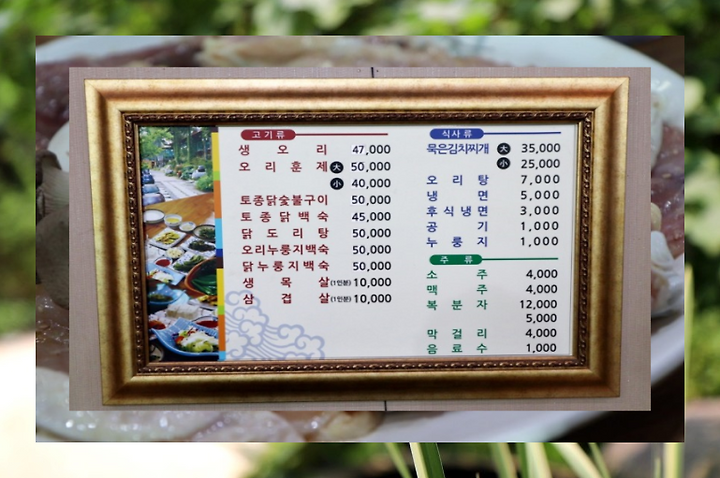 고기류
생 오 리 47,000
오 리 훈 제 大 50,000
小 40,000
토종닭숯불구이 50,000
토 종 닭 백 숙 45,000
닭 도 리 탕 50,000
오리누룽지백숙 50,000
닭누룽지백숙 50,000
생 목 살(1인분) 10,000
삼 겹 살(1인분) 10,000
식사류
묵은김치찌개 大 35,000
小 25,000
오 리 탕 7,000
냉 면 5,000
후 식 냉 면 3,000
공 기 1,000
누 룽 지 1,000
주 류
소 주 4,000
맥 주 4,000
복 분 자 12,000
5,000
막 걸 리 4,000
음 료 수 1,000